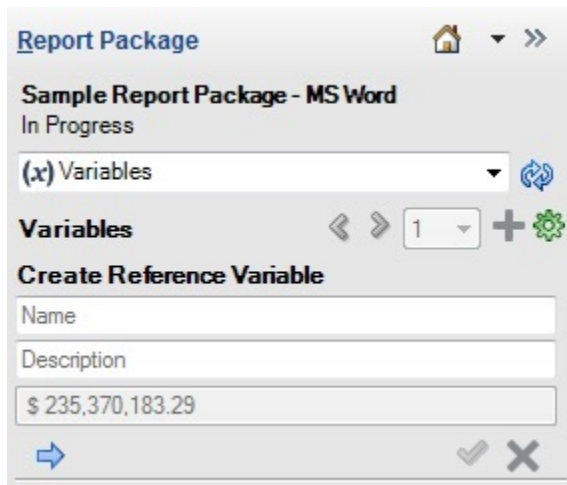 Report Package
Sample Report Package - MS Word
In Progress
(x) Variables
Variables 1
Create Reference Variable
Name
Description
$ 235,370,183.29